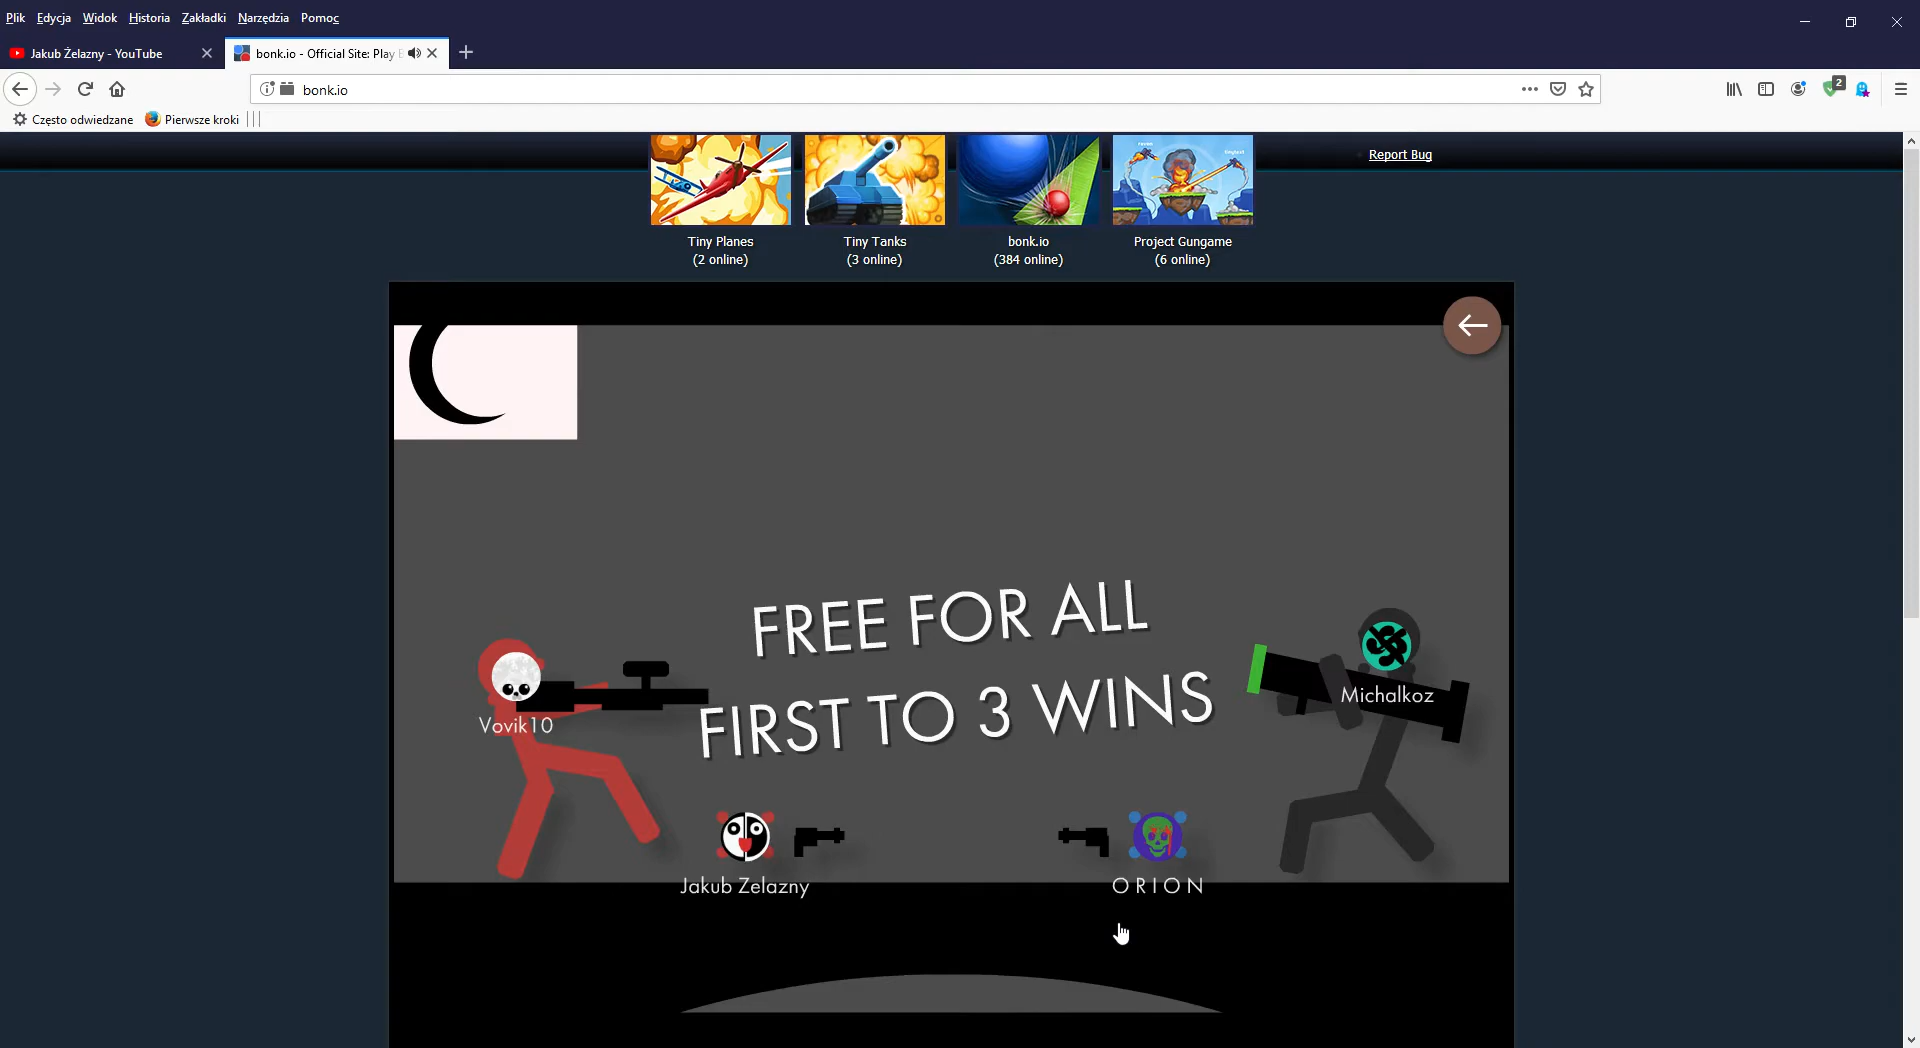 Plik Edycja Widok Historia Zakładki Narzędzia Pomoc
Jakub Żelazny - YouTube
bonk.io - Official Site: Play
bonk.io
2
Często odwiedzane
Pierwsze kroki
Report Bug
Tiny Planes
(2 online)
Tiny Tanks
(3 online)
bonk.io
(384 online)
Project Gungame
(6 online)
FREE FOR ALL
FIRST TO 3 WINS
Vovik10
Michalkoz
Jakub Zelazny
O R I O N